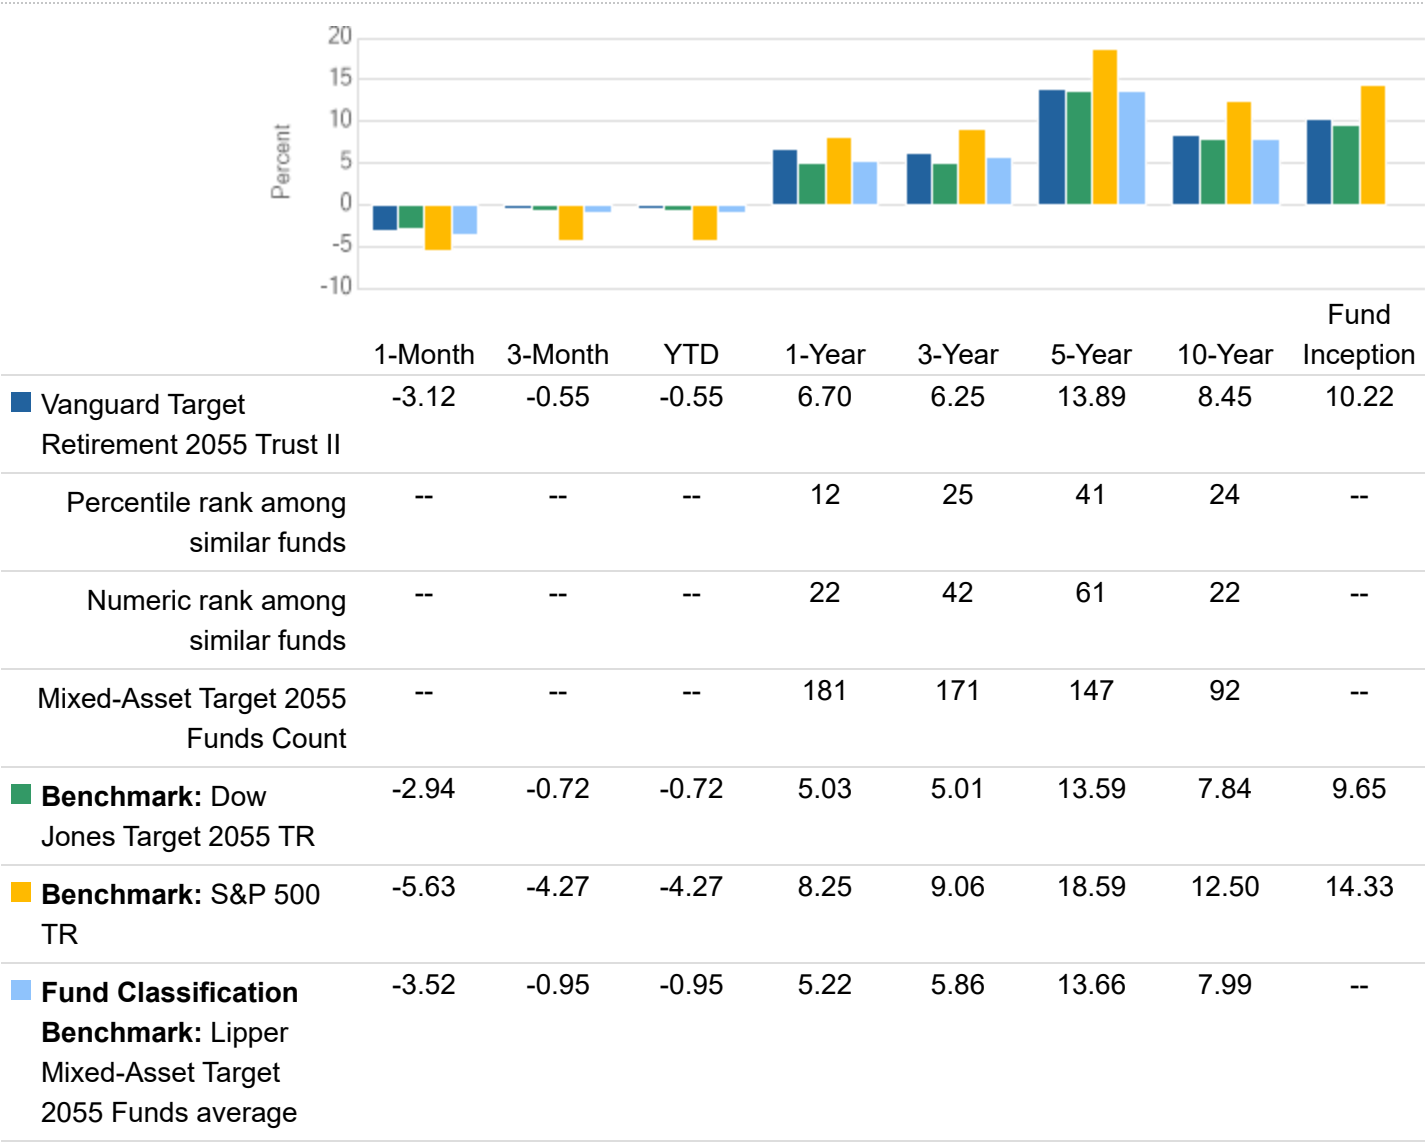 20
15
10
5
0
-5
-10
Percent
Fund
1-Month 3-Month YTD 1-Year 3-Year 5-Year 10-Year Inception
Vanguard Target -3.12 -0.55 -0.55 6.70 6.25 13.89 8.45 10.22
Retirement 2055 Trust II
Percentile rank among -- -- -- 12 25 41 24 --
similar funds
Numeric rank among -- -- -- 22 42 61 22 --
similar funds
Mixed-Asset Target 2055 -- -- -- 181 171 147 92 --
Funds Count
Benchmark: Dow -2.94 -0.72 -0.72 5.03 5.01 13.59 7.84 9.65
Jones Target 2055 TR
Benchmark: S&P 500 -5.63 -4.27 -4.27 8.25 9.06 18.59 12.50 14.33
TR
Fund Classification -3.52 -0.95 -0.95 5.22 5.86 13.66 7.99 --
Benchmark: Lipper
Mixed-Asset Target
2055 Funds average